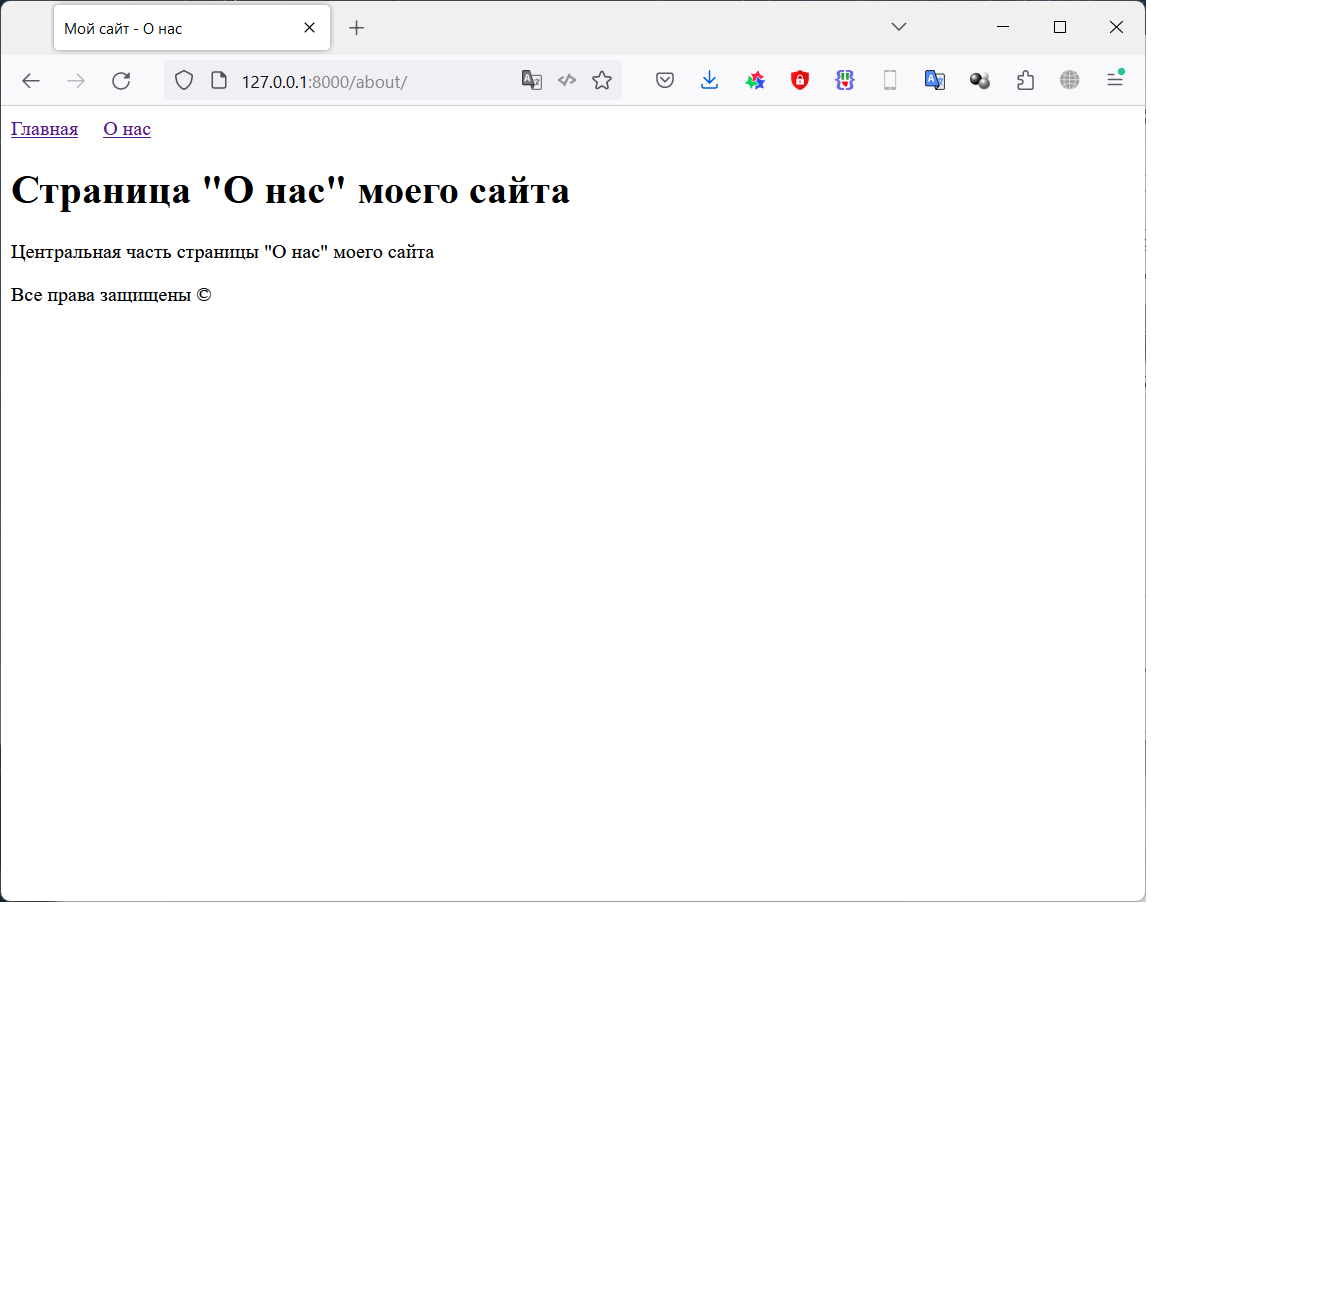 Мой сайт - О нас
127.0.0.1:8000/about/
Главная О нас
Страница "О нас" моего сайта
Центральная часть страницы "О нас" моего сайта
Все права защищены ©